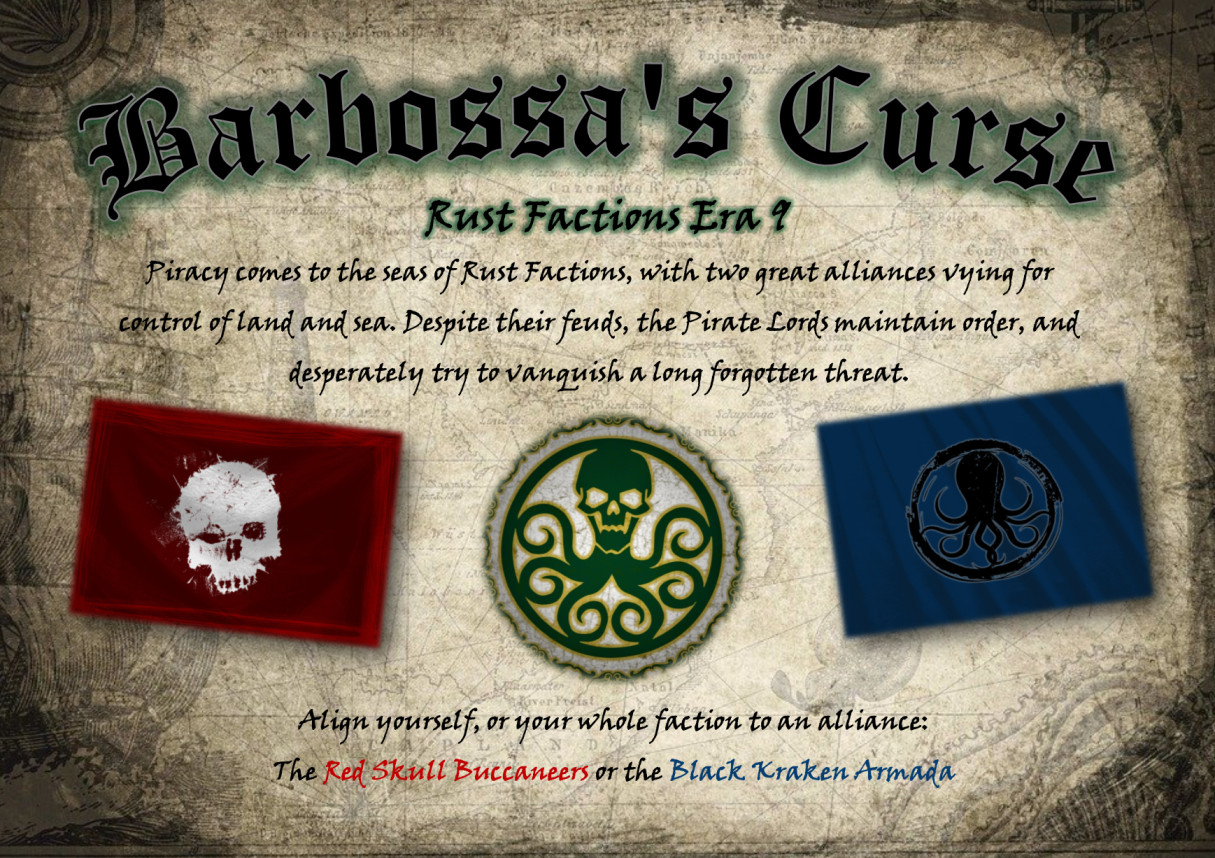 Barbossa's Curse
Rust Factions Era 9
Piracy comes to the seas of Rust Factions, with two great alliances vying for
control of land and sea. Despite their feuds, the Pirate Lords maintain order, and
desperately try to vanquish a long forgotten threat.
Align yourself, or your whole faction to an alliance:
The Red Skull Buccaneers or the Black Kraken Armada